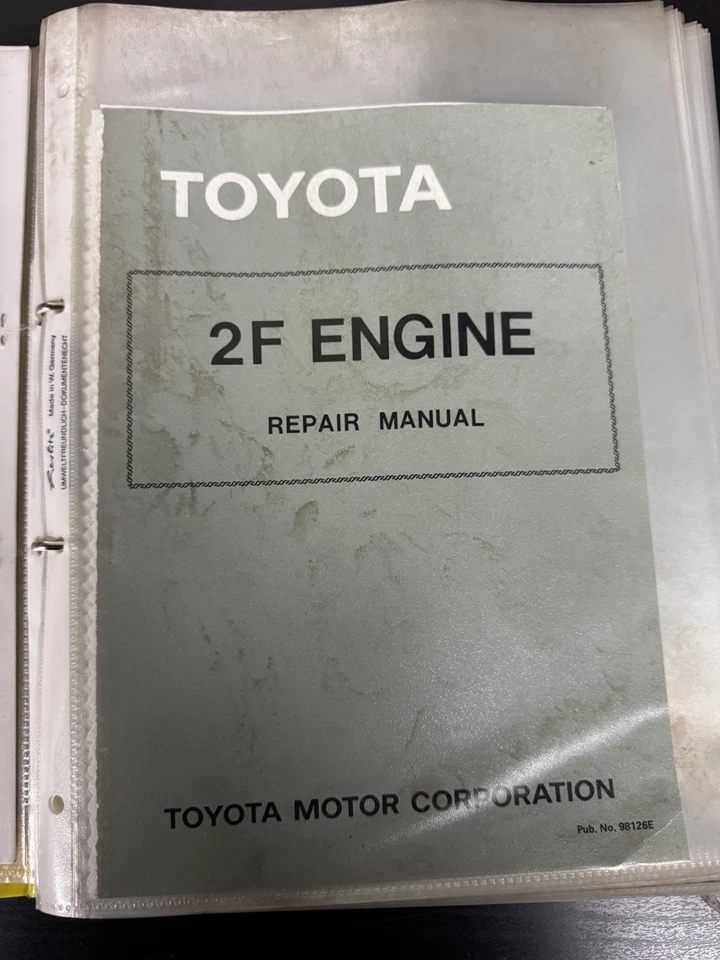 TOYOTA
2F ENGINE
REPAIR MANUAL
TOYOTA MOTOR CORPORATION
Pub. No. 98126E
Made in W. Germany
UMWELTFREUNDLICH-DOKUMENTENECHT